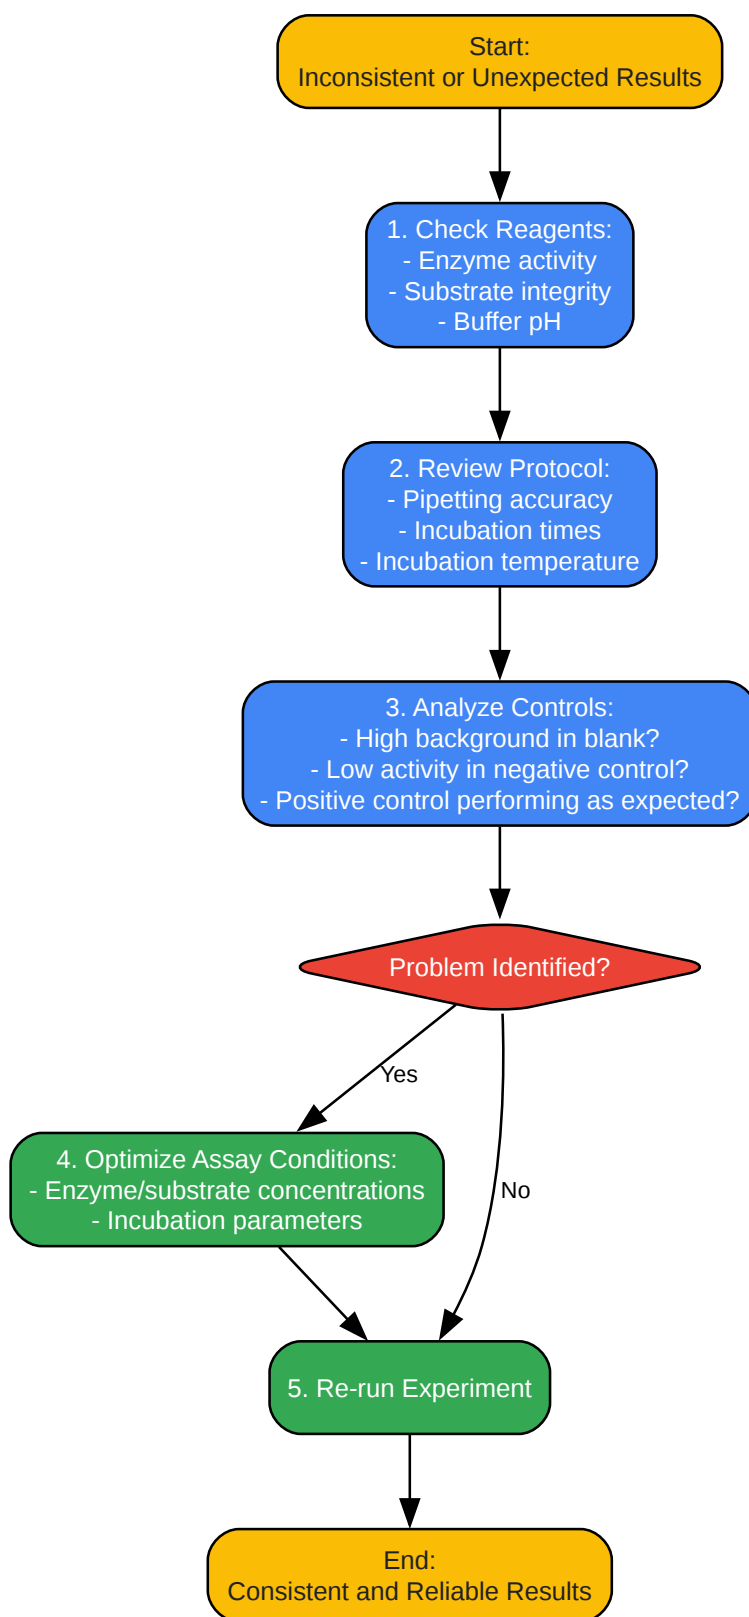 Start:
Inconsistent or Unexpected Results
1. Check Reagents:
- Enzyme activity
- Substrate integrity
- Buffer pH
2. Review Protocol:
- Pipetting accuracy
- Incubation times
- Incubation temperature
3. Analyze Controls:
- High background in blank?
- Low activity in negative control?
- Positive control performing as expected?
Problem Identified?
Yes
4. Optimize Assay Conditions:
- Enzyme/substrate concentrations
- Incubation parameters
No
5. Re-run Experiment
End:
Consistent and Reliable Results